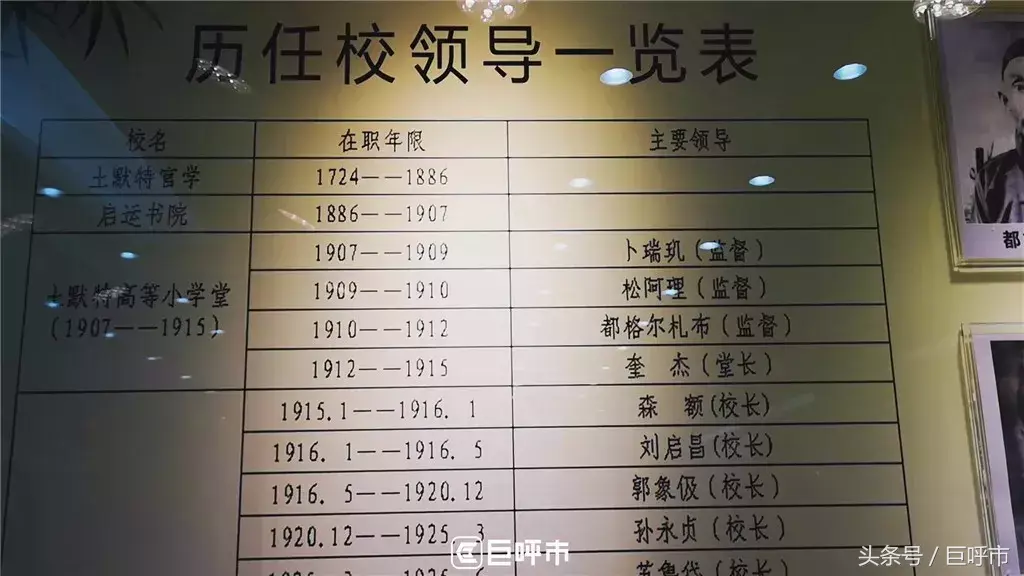 历任校领导一览表
校名 在职年限 主要领导
土默特官学 1724——1886
启运书院 1886——1907
土默特高等小学堂
(1907——1915)
1907——1909 卜瑞玑(监督)
1909——1910 松阿理(监督)
1910——1912 都格尔札布(监督)
1912——1915 奎 杰(堂长)
1915.1——1916. 1 森 额(校长)
1916. 1——1916. 5 刘启昌(校长)
1916. 5——1920.12 郭象伋(校长)
1920.12——1925 3 孙永贞(校长)
都
巨呼市
头条号 / 巨呼市